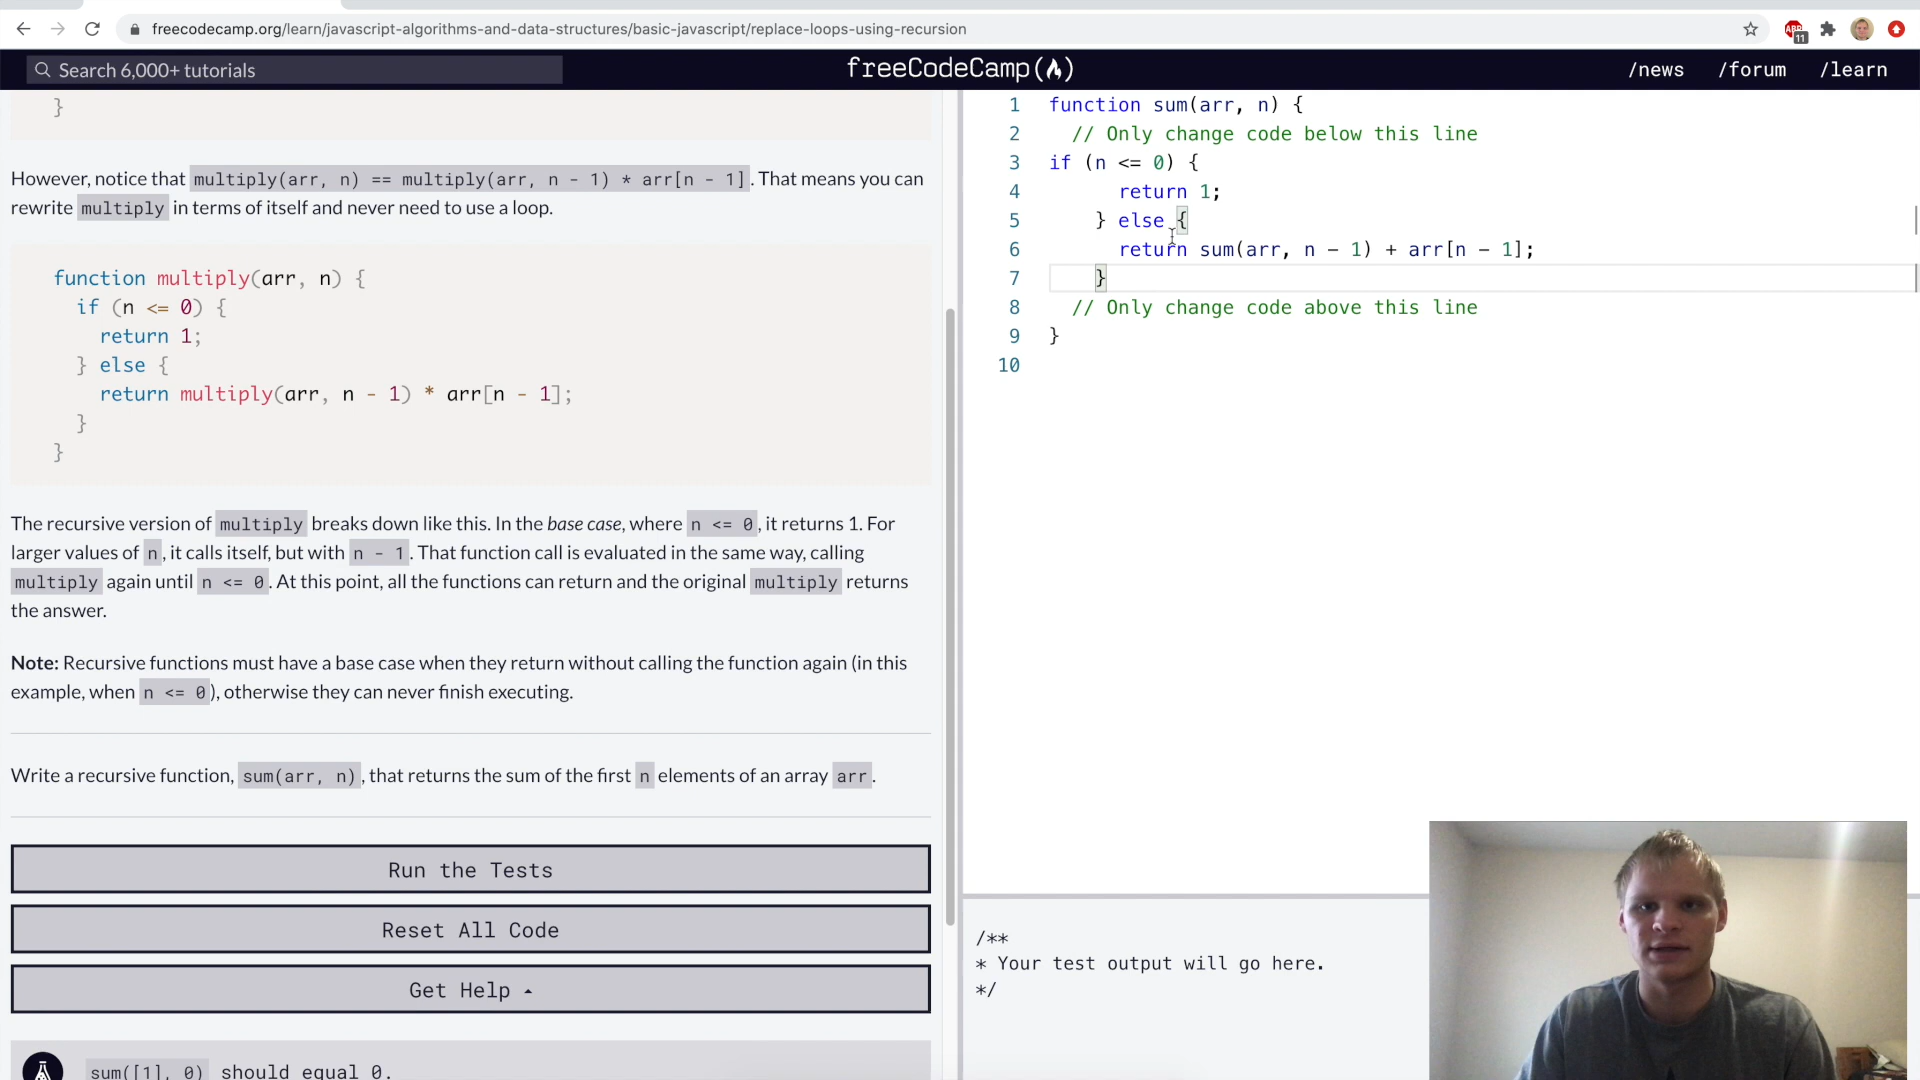 freecodecamp.org/learn/javascript-algorithms-and-data-structures/basic-javascript/replace-loops-using-recursion
ABP
11
Search 6,000+ tutorials
freeCodeCamp
/news
/forum
/learn
}
However, notice that multiply(arr, n) == multiply(arr, n - 1) * arr[n - 1]. That means you can
rewrite multiply in terms of itself and never need to use a loop.
function multiply(arr, n) {
if (n <= 0) {
return 1;
} else {
return multiply(arr, n - 1) * arr[n - 1];
}
}
The recursive version of multiply breaks down like this. In the base case, where n <= 0, it returns 1. For
larger values of n, it calls itself, but with n - 1. That function call is evaluated in the same way, calling
multiply again until n <= 0. At this point, all the functions can return and the original multiply returns
the answer.
Note: Recursive functions must have a base case when they return without calling the function again (in this
example, when n <= 0), otherwise they can never finish executing.
Write a recursive function, sum(arr, n), that returns the sum of the first n elements of an array arr.
Run the Tests
Reset All Code
Get Help
sum([1], 0) should equal 0.
1 function sum(arr, n) {
2 // Only change code below this line
3 if (n <= 0) {
4 return 1;
5 } else {
6 return sum(arr, n - 1) + arr[n - 1];
7 }
8 // Only change code above this line
9 }
10
/**
* Your test output will go here.
*/